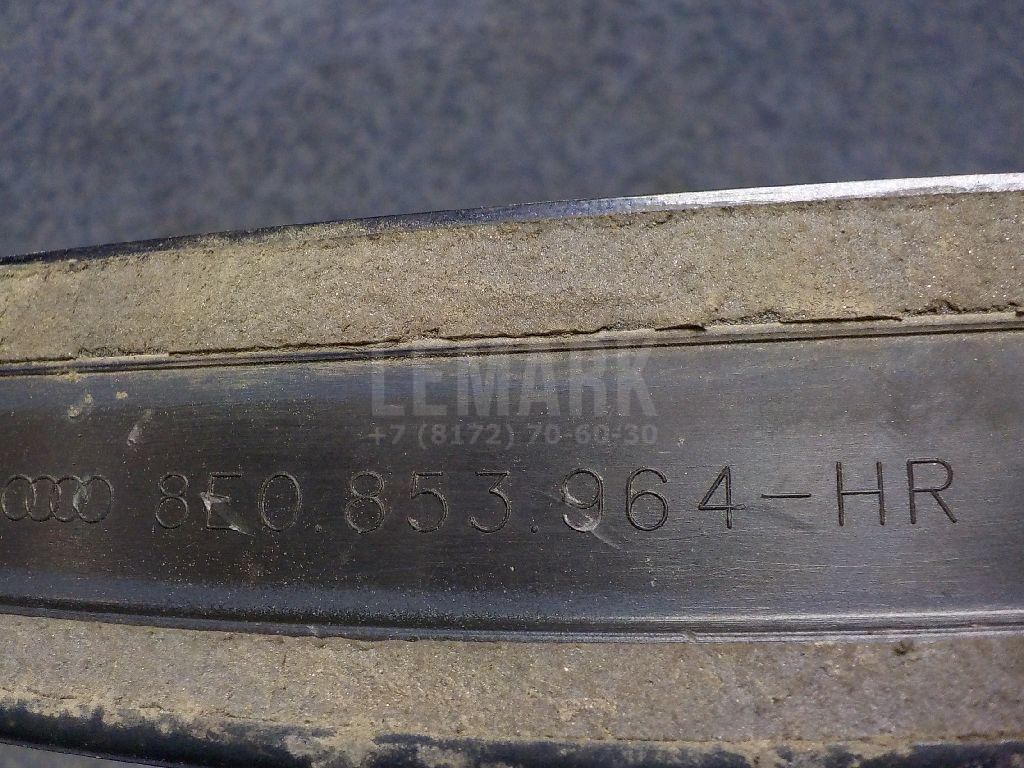 LEMARK
+7 (8172) 70-60-30
8E0.853.964-HR